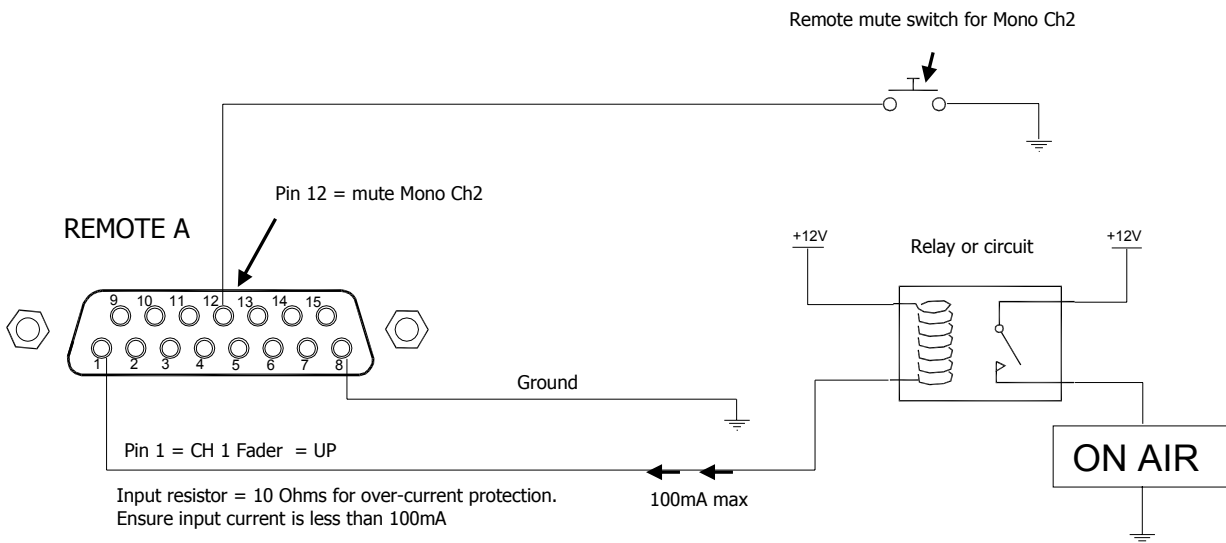 Remote mute switch for Mono Ch2
Pin 12 = mute Mono Ch2
REMOTE A
+12V
Relay or circuit
+12V
9 10 11 12 13 14 15
1 2 3 4 5 6 7 8
Ground
Pin 1 = CH 1 Fader = UP
ON AIR
100mA max
Input resistor = 10 Ohms for over-current protection.
Ensure input current is less than 100mA